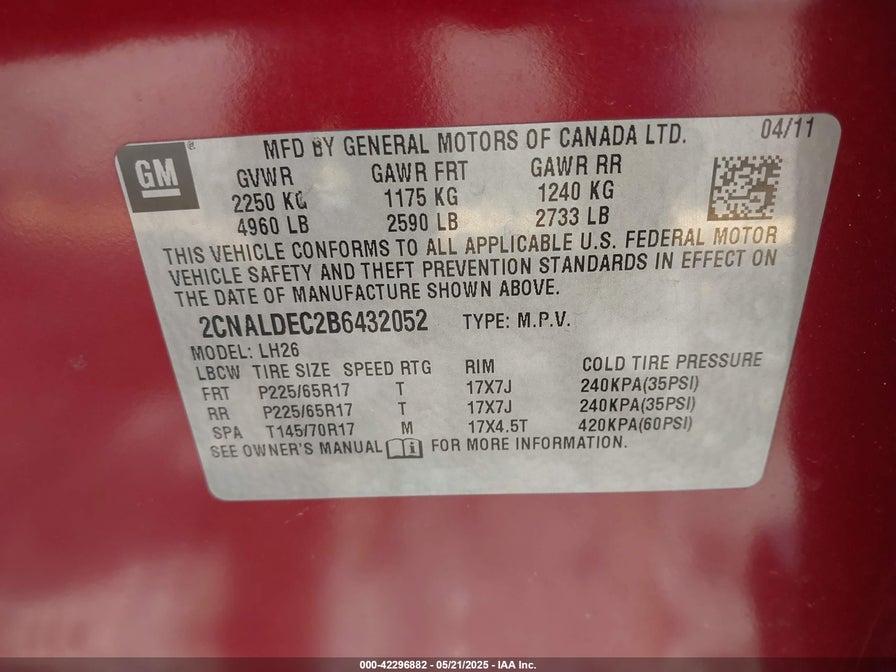 GM
MFD BY GENERAL MOTORS OF CANADA LTD. 04/11
GVWR GAWR FRT GAWR RR
2250 KG 1175 KG 1240 KG
4960 LB 2590 LB 2733 LB
THIS VEHICLE CONFORMS TO ALL APPLICABLE U.S. FEDERAL MOTOR
VEHICLE SAFETY AND THEFT PREVENTION STANDARDS IN EFFECT ON
THE DATE OF MANUFACTURE SHOWN ABOVE.
2CNALDEC2B6432052 TYPE: M.P.V.
MODEL: LH26
LBCW TIRE SIZE SPEED RTG RIM COLD TIRE PRESSURE
FRT P225/65R17 T 17X7J 240KPA(35PSI)
RR P225/65R17 T 17X7J 240KPA(35PSI)
SPA T145/70R17 M 17X4.5T 420KPA(60PSI)
SEE OWNER'S MANUAL i FOR MORE INFORMATION.
000-42296882 - 05/21/2025 - IAA Inc.